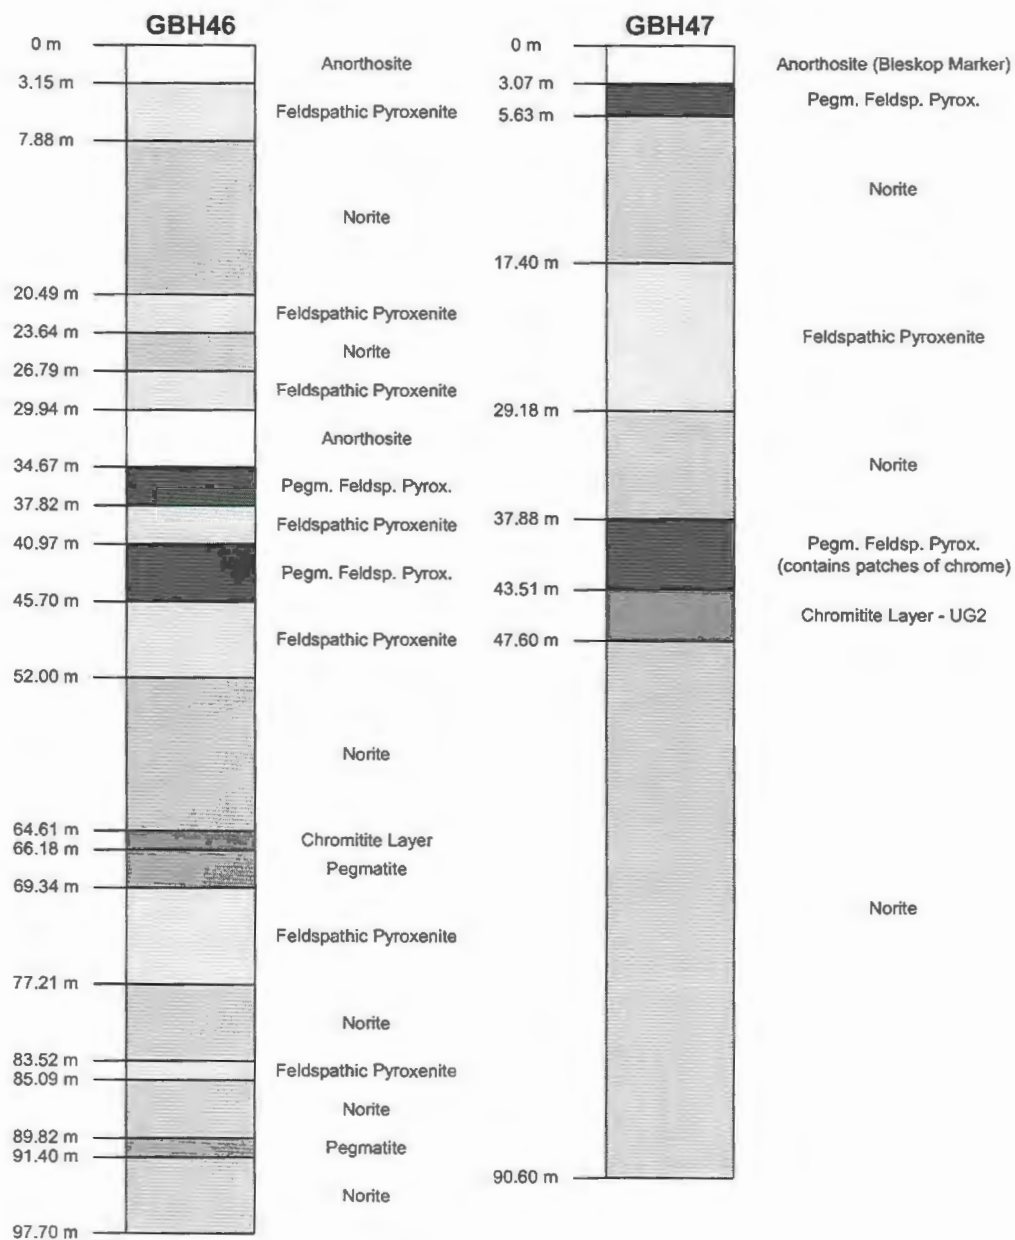 GBH46
0 m
Anorthosite
3.15 m
Feldspathic Pyroxenite
7.88 m
Norite
20.49 m
Feldspathic Pyroxenite
23.64 m
Norite
26.79 m
Feldspathic Pyroxenite
29.94 m
Anorthosite
34.67 m
Pegm. Feldsp. Pyrox.
37.82 m
Feldspathic Pyroxenite
40.97 m
Pegm. Feldsp. Pyrox.
45.70 m
Feldspathic Pyroxenite
52.00 m
Norite
64.61 m
Chromitite Layer
66.18 m
Pegmatite
69.34 m
Feldspathic Pyroxenite
77.21 m
Norite
83.52 m
Feldspathic Pyroxenite
85.09 m
Norite
89.82 m
Pegmatite
91.40 m
Norite
97.70 m
GBH47
0 m
Anorthosite (Bleskop Marker)
3.07 m
Pegm. Feldsp. Pyrox.
5.63 m
Norite
17.40 m
Feldspathic Pyroxenite
29.18 m
Norite
37.88 m
Pegm. Feldsp. Pyrox.
(contains patches of chrome)
43.51 m
Chromitite Layer - UG2
47.60 m
Norite
90.60 m